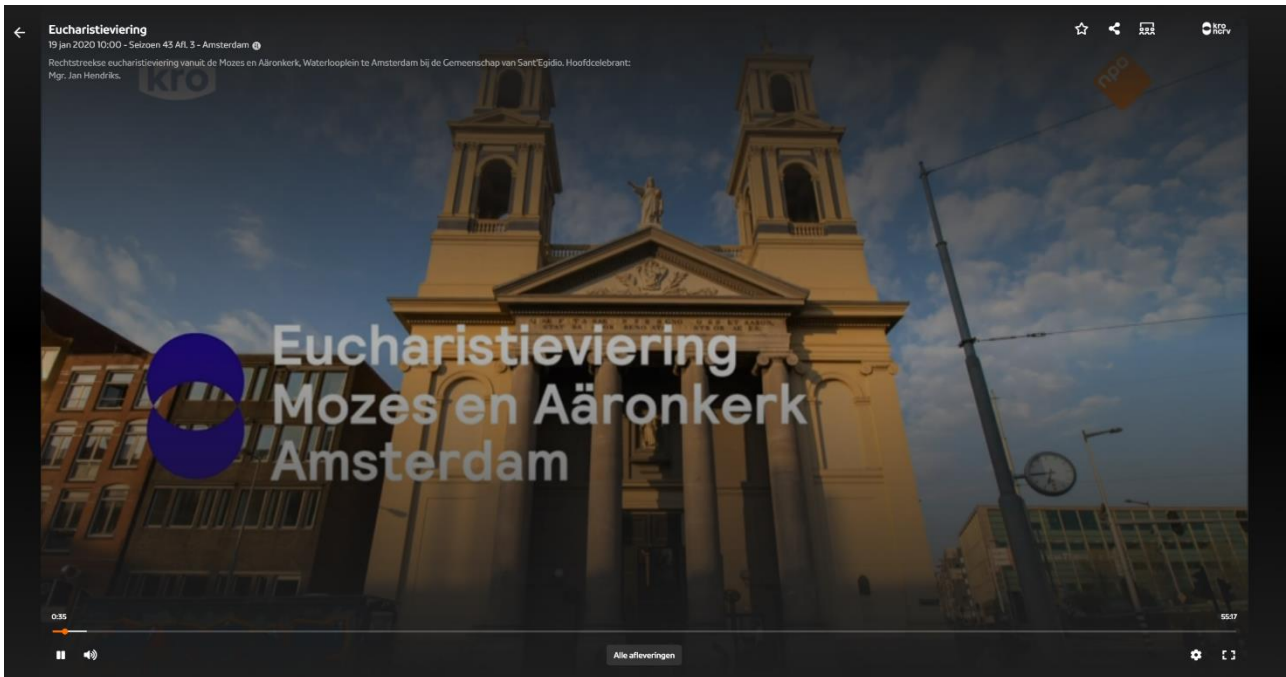 Eucharistieviering
19 jan 2020 10:00 - Seizoen 43 Afl. 3 - Amsterdam
Rechtstreekse eucharistieviering vanuit de Mozes en Aäronkerk, Waterlooplein te Amsterdam bij de Gemeenschap van Sant'Egidio. Hoofdcelebrant:
Mgr. Jan Hendriks.
kro
ncrv
kro
npo
Eucharistieviering
Mozes en Aäronkerk
Amsterdam
0:35
55:17
Alle afleveringen